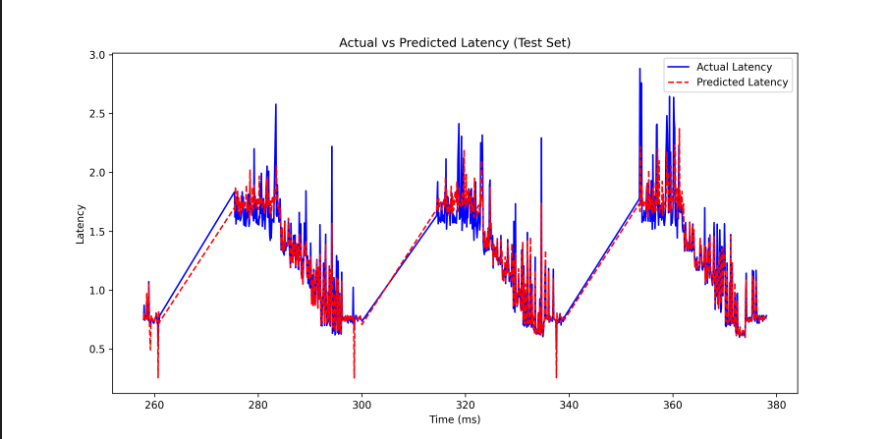 Actual vs Predicted Latency (Test Set)
Actual Latency
Predicted Latency
3.0
2.5
2.0
1.5
1.0
0.5
Latency
260 280 300 320 340 360 380
Time (ms)